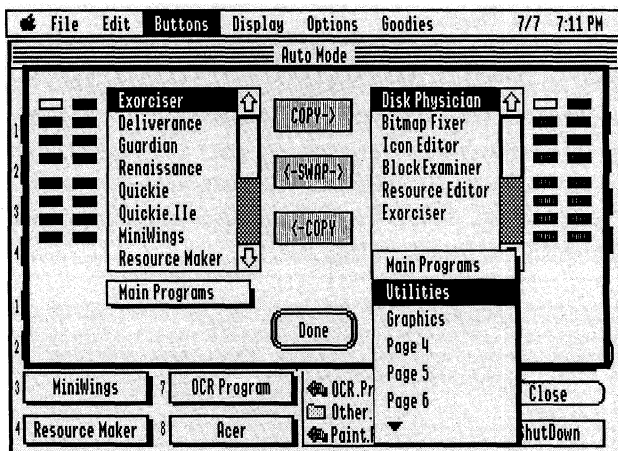 File Edit Buttons Display Options Goodies 7/7 7:11 PM
Auto Mode
Exorciser
Deliverance
Guardian
Renaissance
Quickie
Quickie.IIe
MiniWings
Resource Maker
Main Programs
COPY->
<-SWAP->
<-COPY
Done
Disk Physician
Bitmap Fixer
Icon Editor
BlockExaminer
Resource Editor
Exorciser
Main Programs
Utilities
Graphics
Page 4
Page 5
Page 6
1
2
3
4
1
2
3 MiniWings 7 OCR Program OCR.Pr Close
Other.
4 Resource Maker 8 Acer Paint. ShutDown